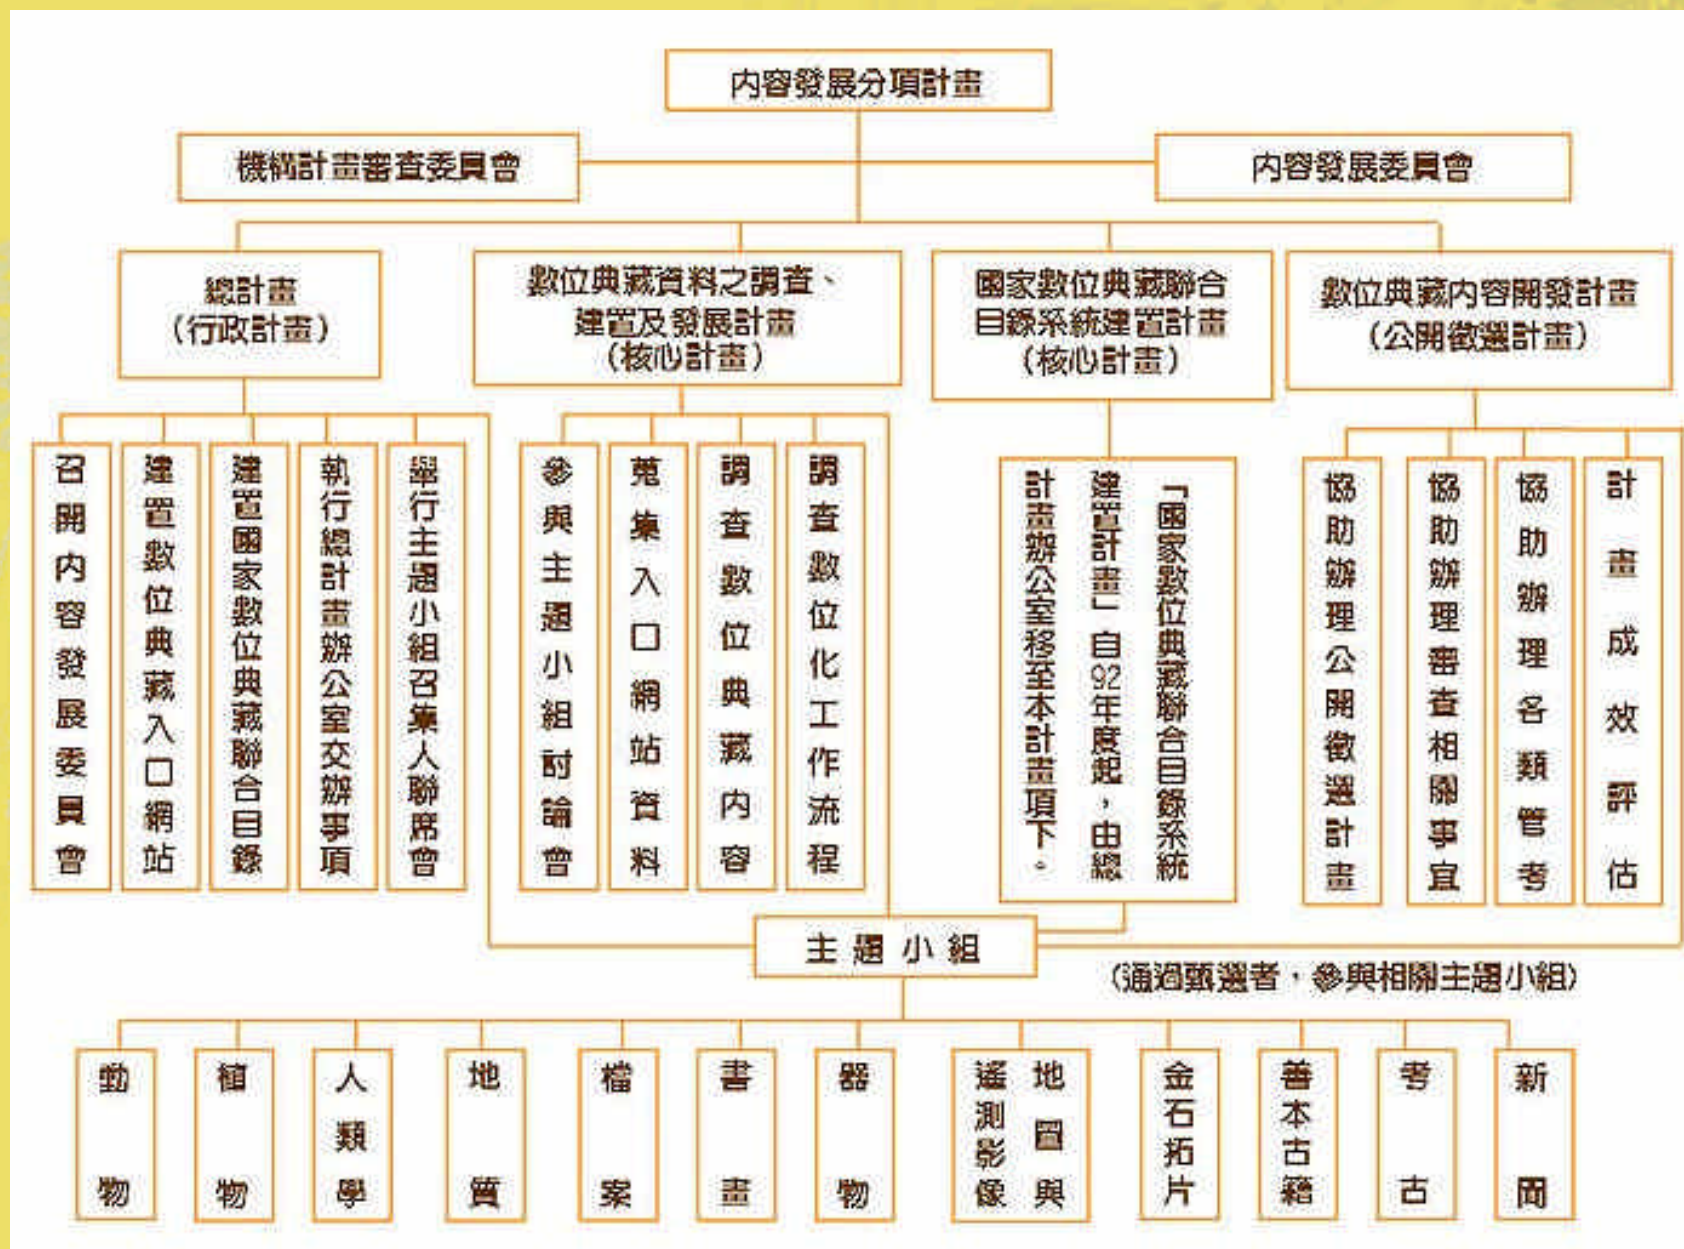 內容發展分項計畫
機構計畫審查委員會
內容發展委員會
總計畫
（行政計畫）
數位典藏資料之調查、
建置及發展計畫
（核心計畫）
國家數位典藏聯合
目錄系統建置計畫
（核心計畫）
數位典藏內容開發計畫
（公開徵選計畫）
召開內容發展委員會
建置數位典藏入口網站
建置國家數位典藏聯合目錄
執行總計畫辦公室交辦事項
舉行主題小組召集人聯席會
參與主題小組討論會
蒐集入口網站資料
調查數位典藏內容
調查數位化工作流程
「國家數位典藏聯合目錄系統
建置計畫」自92年度起，由總
計畫辦公室移至本計畫項下。
協助辦理公開徵選計畫
協助辦理審查相關事宜
協助辦理各類管考
計畫成效評估
主題小組
（通過甄選者，參與相關主題小組）
動物
植物
人類學
地質
檔案
書畫
器物
地圖與
遙測影像
金石拓片
善本古籍
考古
新聞